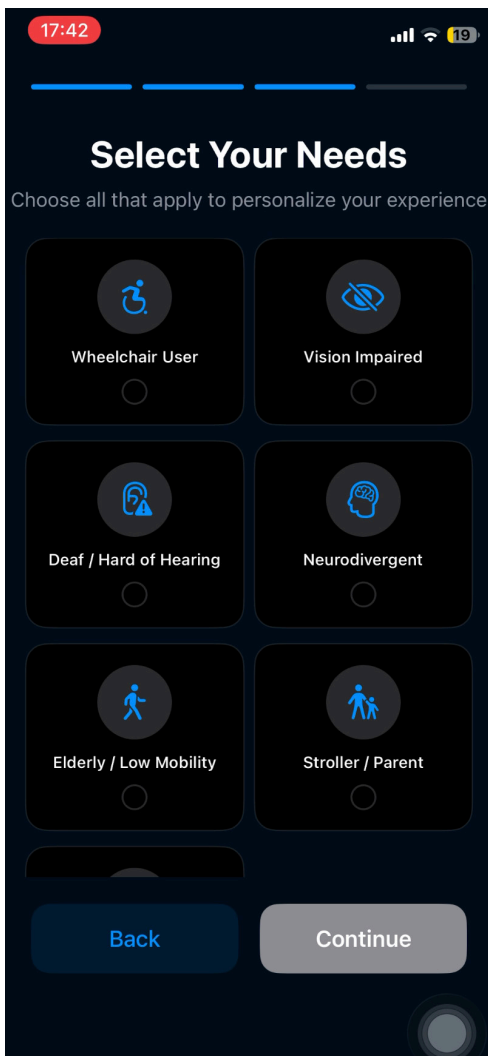 17:42
19
Select Your Needs
Choose all that apply to personalize your experience
Wheelchair User
Vision Impaired
Deaf / Hard of Hearing
Neurodivergent
Elderly / Low Mobility
Stroller / Parent
Back
Continue